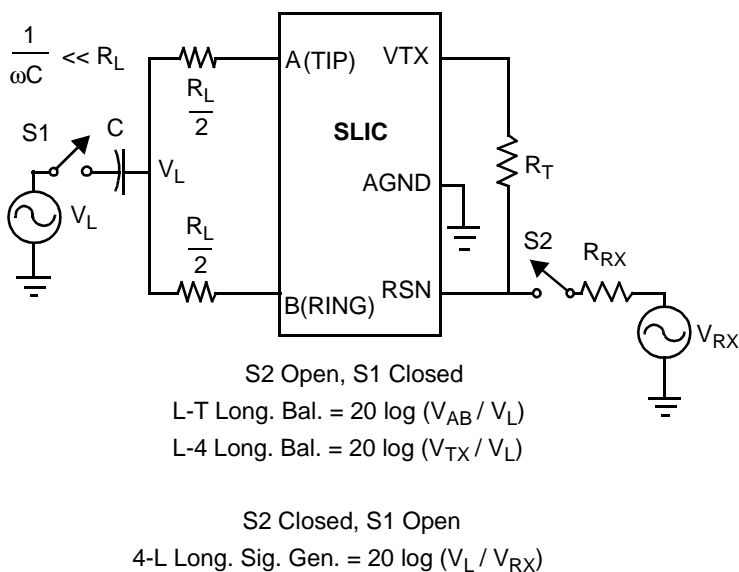 1
ωC
<< R_L
S1
C
V_L
V_L
R_L
2
R_L
2
A(TIP)
VTX
SLIC
AGND
RSN
B(RING)
R_T
S2
R_RX
V_RX
S2 Open, S1 Closed
L-T Long. Bal. = 20 log (V_AB / V_L)
L-4 Long. Bal. = 20 log (V_TX / V_L)
S2 Closed, S1 Open
4-L Long. Sig. Gen. = 20 log (V_L / V_RX)